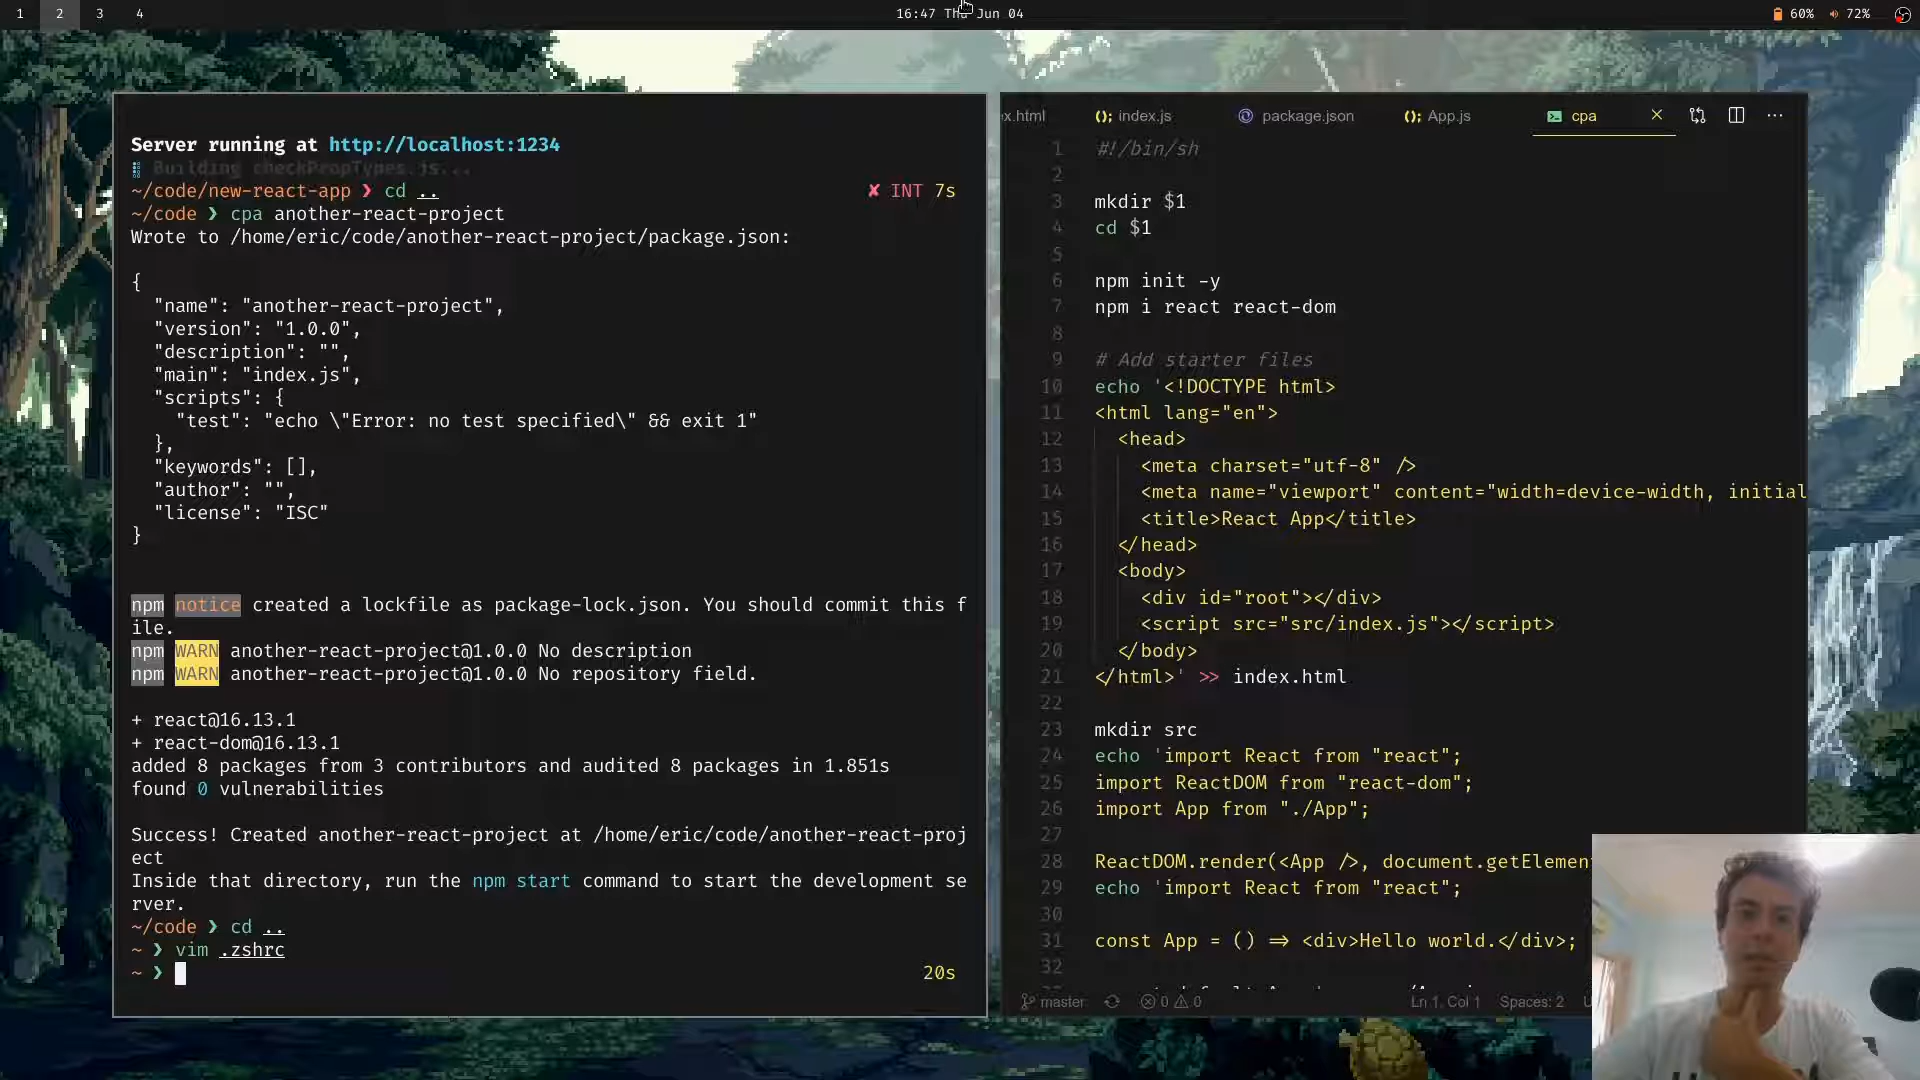 1 2 3 4
16:47 Thu Jun 04
60% 72%
Server running at http://localhost:1234
Building checkPropTypes.js...
~/code/new-react-app ❯ cd .. ✘ INT 7s
~/code ❯ cpa another-react-project
Wrote to /home/eric/code/another-react-project/package.json:
{
"name": "another-react-project",
"version": "1.0.0",
"description": "",
"main": "index.js",
"scripts": {
"test": "echo \"Error: no test specified\" && exit 1"
},
"keywords": [],
"author": "",
"license": "ISC"
}
npm notice created a lockfile as package-lock.json. You should commit this f
ile.
npm WARN another-react-project@1.0.0 No description
npm WARN another-react-project@1.0.0 No repository field.
+ react@16.13.1
+ react-dom@16.13.1
added 8 packages from 3 contributors and audited 8 packages in 1.851s
found 0 vulnerabilities
Success! Created another-react-project at /home/eric/code/another-react-proj
ect
Inside that directory, run the npm start command to start the development se
rver.
~/code ❯ cd ..
~ ❯ vim .zshrc
~ ❯ 20s
x.html index.js package.json App.js cpa
1 #!/bin/sh
2
3 mkdir $1
4 cd $1
5
6 npm init -y
7 npm i react react-dom
8
9 # Add starter files
10 echo '<!DOCTYPE html>
11 <html lang="en">
12 <head>
13 <meta charset="utf-8" />
14 <meta name="viewport" content="width=device-width, initial
15 <title>React App</title>
16 </head>
17 <body>
18 <div id="root"></div>
19 <script src="src/index.js"></script>
20 </body>
21 </html>' >> index.html
22
23 mkdir src
24 echo 'import React from "react";
25 import ReactDOM from "react-dom";
26 import App from "./App";
27
28 ReactDOM.render(<App />, document.getElemen
29 echo 'import React from "react";
30
31 const App = () => <div>Hello world.</div>;
32
master 0 0 Ln 1, Col 1 Spaces: 2 U